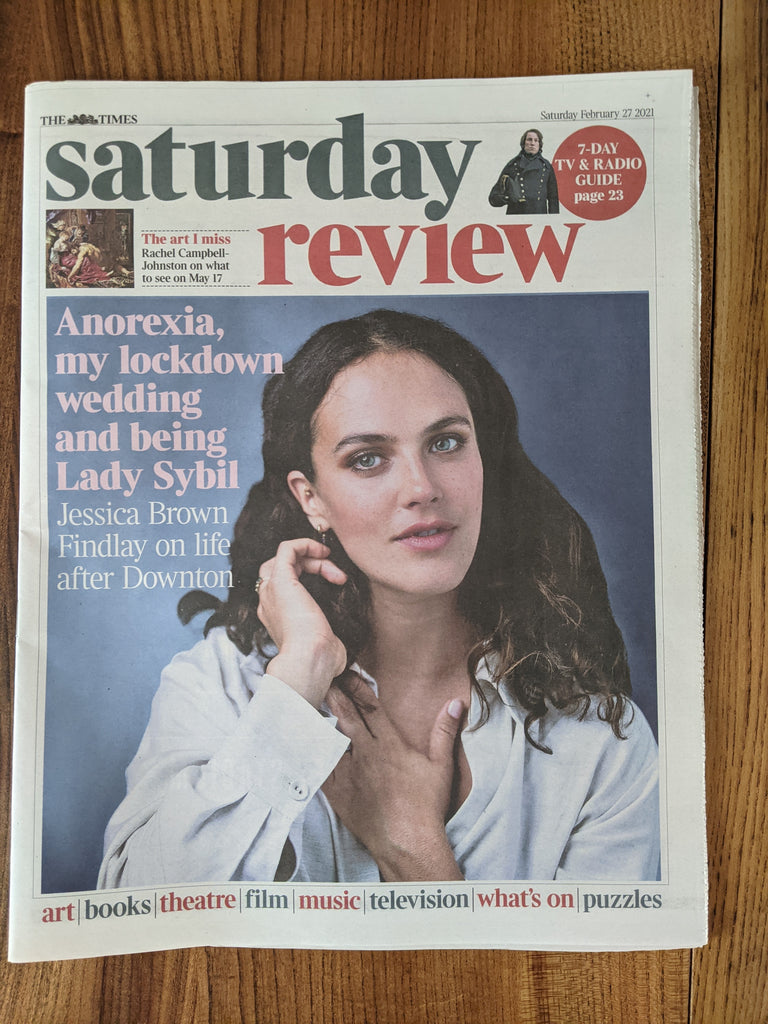 THE TIMES
Saturday February 27 2021
saturday
review
7-DAY
TV & RADIO
GUIDE
page 23
The art I miss
Rachel Campbell-
Johnston on what
to see on May 17
Anorexia,
my lockdown
wedding
and being
Lady Sybil
Jessica Brown
Findlay on life
after Downton
art|books|theatre|film|music|television|what's on|puzzles